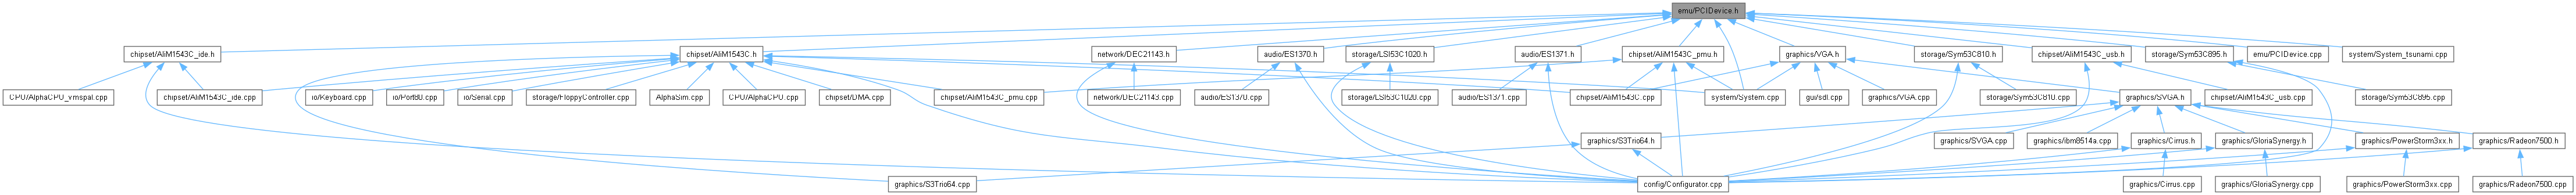 emu/PCIDevice.h
chipset/AliM1543C_ide.h
chipset/AliM1543C.h
network/DEC21143.h
audio/ES1370.h
storage/LSI53C1020.h
audio/ES1371.h
chipset/AliM1543C_pmu.h
graphics/VGA.h
storage/Sym53C810.h
chipset/AliM1543C_usb.h
storage/Sym53C895.h
emu/PCIDevice.cpp
system/System_tsunami.cpp
CPU/AlphaCPU_vmspal.cpp
chipset/AliM1543C_ide.cpp
io/Keyboard.cpp
io/Port80.cpp
io/Serial.cpp
storage/FloppyController.cpp
AlphaSim.cpp
CPU/AlphaCPU.cpp
chipset/DMA.cpp
chipset/AliM1543C_pmu.cpp
network/DEC21143.cpp
audio/ES1370.cpp
storage/LSI53C1020.cpp
audio/ES1371.cpp
chipset/AliM1543C.cpp
system/System.cpp
gui/sdl.cpp
graphics/VGA.cpp
graphics/SVGA.h
storage/Sym53C810.cpp
chipset/AliM1543C_usb.cpp
storage/Sym53C895.cpp
graphics/S3Trio64.h
graphics/SVGA.cpp
graphics/ibm8514a.cpp
graphics/Cirrus.h
graphics/GloriaSynergy.h
graphics/PowerStorm3xx.h
graphics/Radeon7500.h
graphics/S3Trio64.cpp
config/Configurator.cpp
graphics/Cirrus.cpp
graphics/GloriaSynergy.cpp
graphics/PowerStorm3xx.cpp
graphics/Radeon7500.cpp